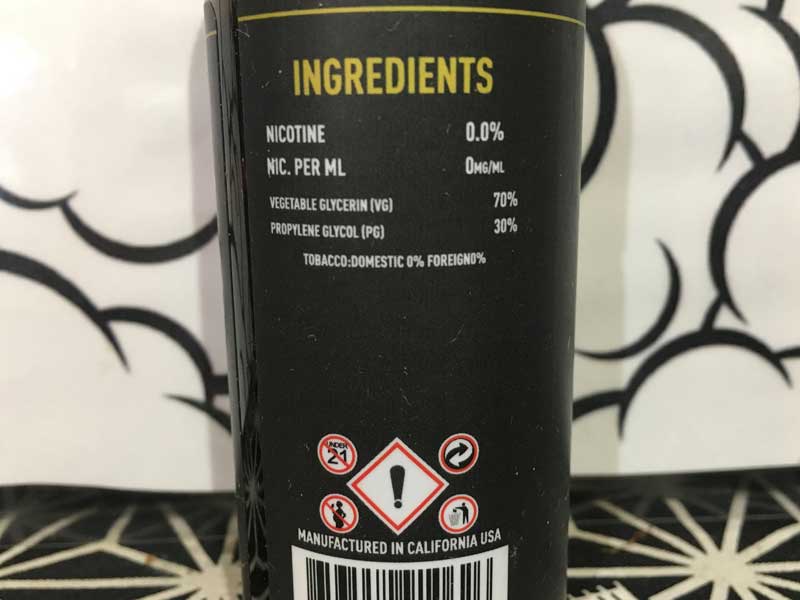 INGREDIENTS
NICOTINE 0.0%
NIC. PER ML 0MG/ML
VEGETABLE GLYCERIN (VG) 70%
PROPYLENE GLYCOL (PG) 30%
TOBACCO:DOMESTIC 0% FOREIGN0%
UNDER
21
MANUFACTURED IN CALIFORNIA USA